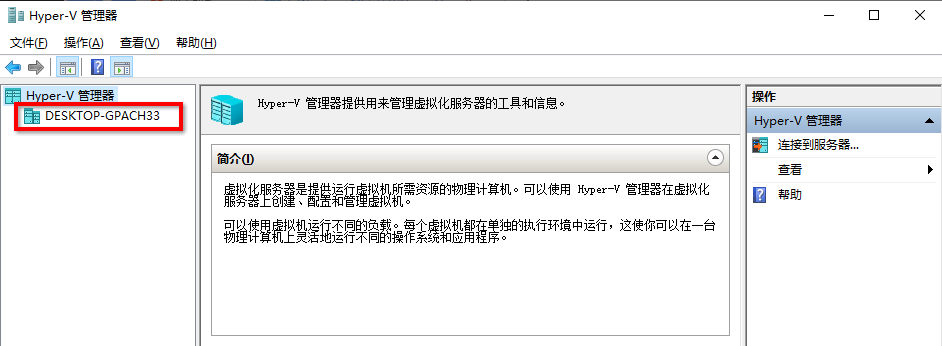 Hyper-V 管理器
文件(F) 操作(A) 查看(V) 帮助(H)
Hyper-V 管理器
DESKTOP-GPACH33
Hyper-V 管理器提供用来管理虚拟化服务器的工具和信息。
简介(I)
虚拟化服务器是提供运行虚拟机所需资源的物理计算机。可以使用 Hyper-V 管理器在虚拟化
服务器上创建、配置和管理虚拟机。
可以使用虚拟机运行不同的负载。每个虚拟机都在单独的执行环境中运行，这使你可以在一台
物理计算机上灵活地运行不同的操作系统和应用程序。
操作
Hyper-V 管理器
连接到服务器...
查看
帮助